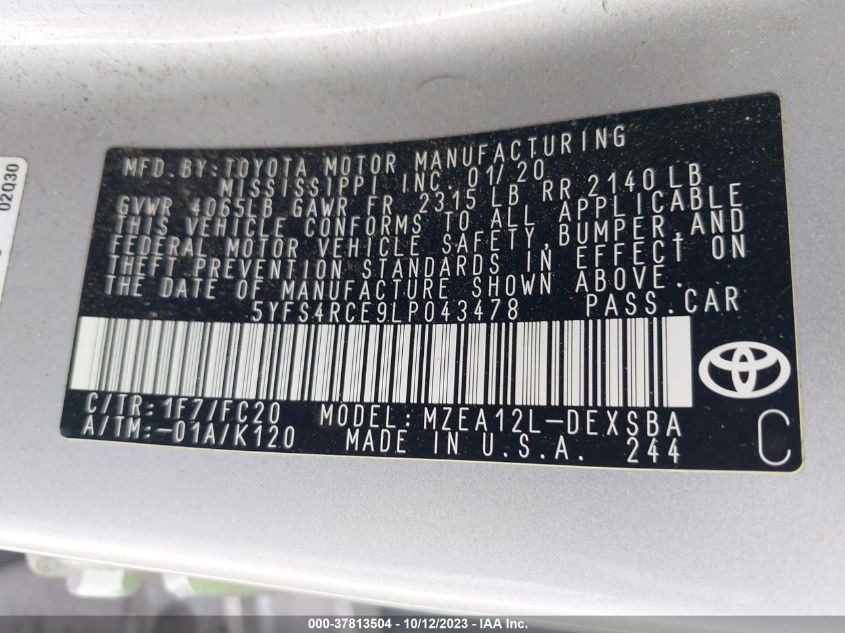 MFD.BY:TOYOTA MOTOR MANUFACTURING
MISSISSIPPI INC. 01/20
GVWR 4065LB GAWR FR 2315 LB RR 2140 LB
THIS VEHICLE CONFORMS TO ALL APPLICABLE
FEDERAL MOTOR VEHICLE SAFETY,BUMPER,AND
THEFT PREVENTION STANDARDS IN EFFECT ON
THE DATE OF MANUFACTURE SHOWN ABOVE.
5YFS4RCE9LP043478 PASS.CAR
C/TR:1F7/FC20 MODEL:MZEA12L-DEXSBA
A/TM:-01A/K120 MADE IN U.S.A. 244
C
02Q30
000-37813504 - 10/12/2023 - IAA Inc.